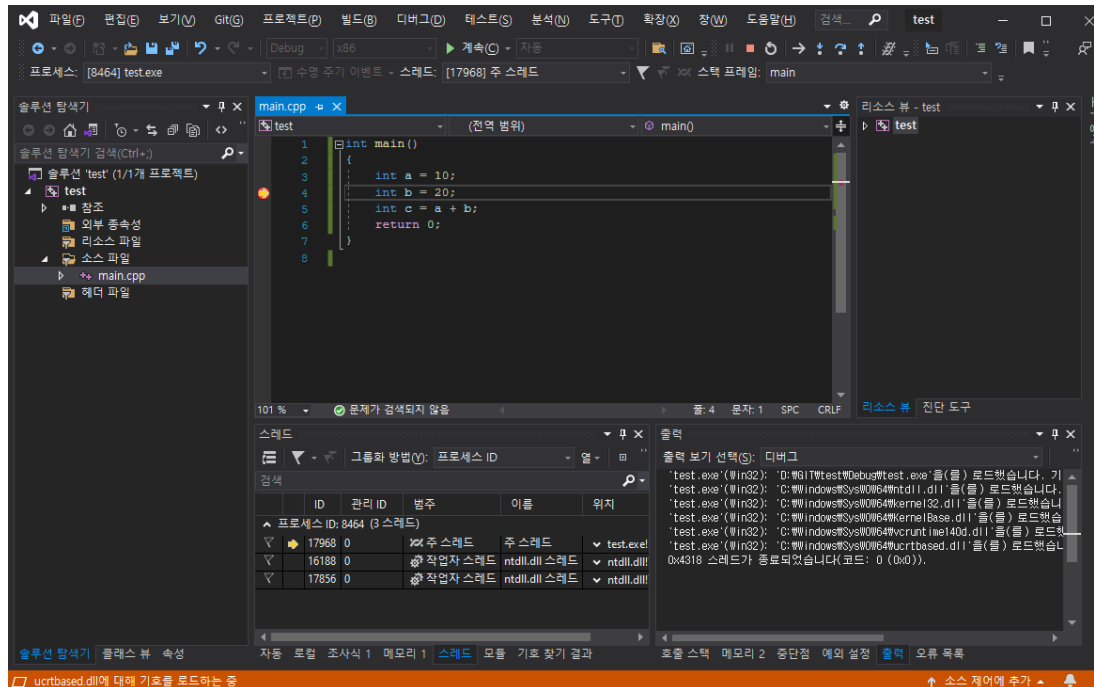 파일(F) 편집(E) 보기(V) Git(G) 프로젝트(P) 빌드(B) 디버그(D) 테스트(S) 분석(N) 도구(T) 확장(X) 창(W) 도움말(H) 검색... test
Debug x86 계속(C) 자동
프로세스: [8464] test.exe 수명 주기 이벤트 스레드: [17968] 주 스레드 스택 프레임: main
솔루션 탐색기
솔루션 탐색기 검색(Ctrl+;)
솔루션 'test' (1/1개 프로젝트)
test
참조
외부 종속성
리소스 파일
소스 파일
main.cpp
헤더 파일
main.cpp
test (전역 범위) main()
1 int main()
2 {
3 int a = 10;
4 int b = 20;
5 int c = a + b;
6 return 0;
7 }
8
101 % 문제가 검색되지 않음 줄: 4 문자: 1 SPC CRLF
리소스 뷰 - test
test
리소스 뷰 진단 도구
스레드
그룹화 방법(Y): 프로세스 ID 열
검색
ID 관리 ID 범주 이름 위치
프로세스 ID: 8464 (3 스레드)
17968 0 주 스레드 주 스레드 test.exe!
16188 0 작업자 스레드 ntdll.dll 스레드 ntdll.dll!
17856 0 작업자 스레드 ntdll.dll 스레드 ntdll.dll!
출력
출력 보기 선택(S): 디버그
'test.exe'(Win32): 'D:₩GIT₩test₩Debug₩test.exe'을(를) 로드했습니다. 기
'test.exe'(Win32): 'C:₩Windows₩SysWOW64₩ntdll.dll'을(를) 로드했습니다.
'test.exe'(Win32): 'C:₩Windows₩SysWOW64₩kernel32.dll'을(를) 로드했습니
'test.exe'(Win32): 'C:₩Windows₩SysWOW64₩KernelBase.dll'을(를) 로드했습
'test.exe'(Win32): 'C:₩Windows₩SysWOW64₩vcruntime140d.dll'을(를) 로드했
'test.exe'(Win32): 'C:₩Windows₩SysWOW64₩ucrtbased.dll'을(를) 로드했습니
0x4318 스레드가 종료되었습니다(코드: 0 (0x0)).
솔루션 탐색기 클래스 뷰 속성
자동 로컬 조사식 1 메모리 1 스레드 모듈 기호 찾기 결과
호출 스택 메모리 2 중단점 예외 설정 출력 오류 목록
ucrtbased.dll에 대해 기호를 로드하는 중 소스 제어에 추가